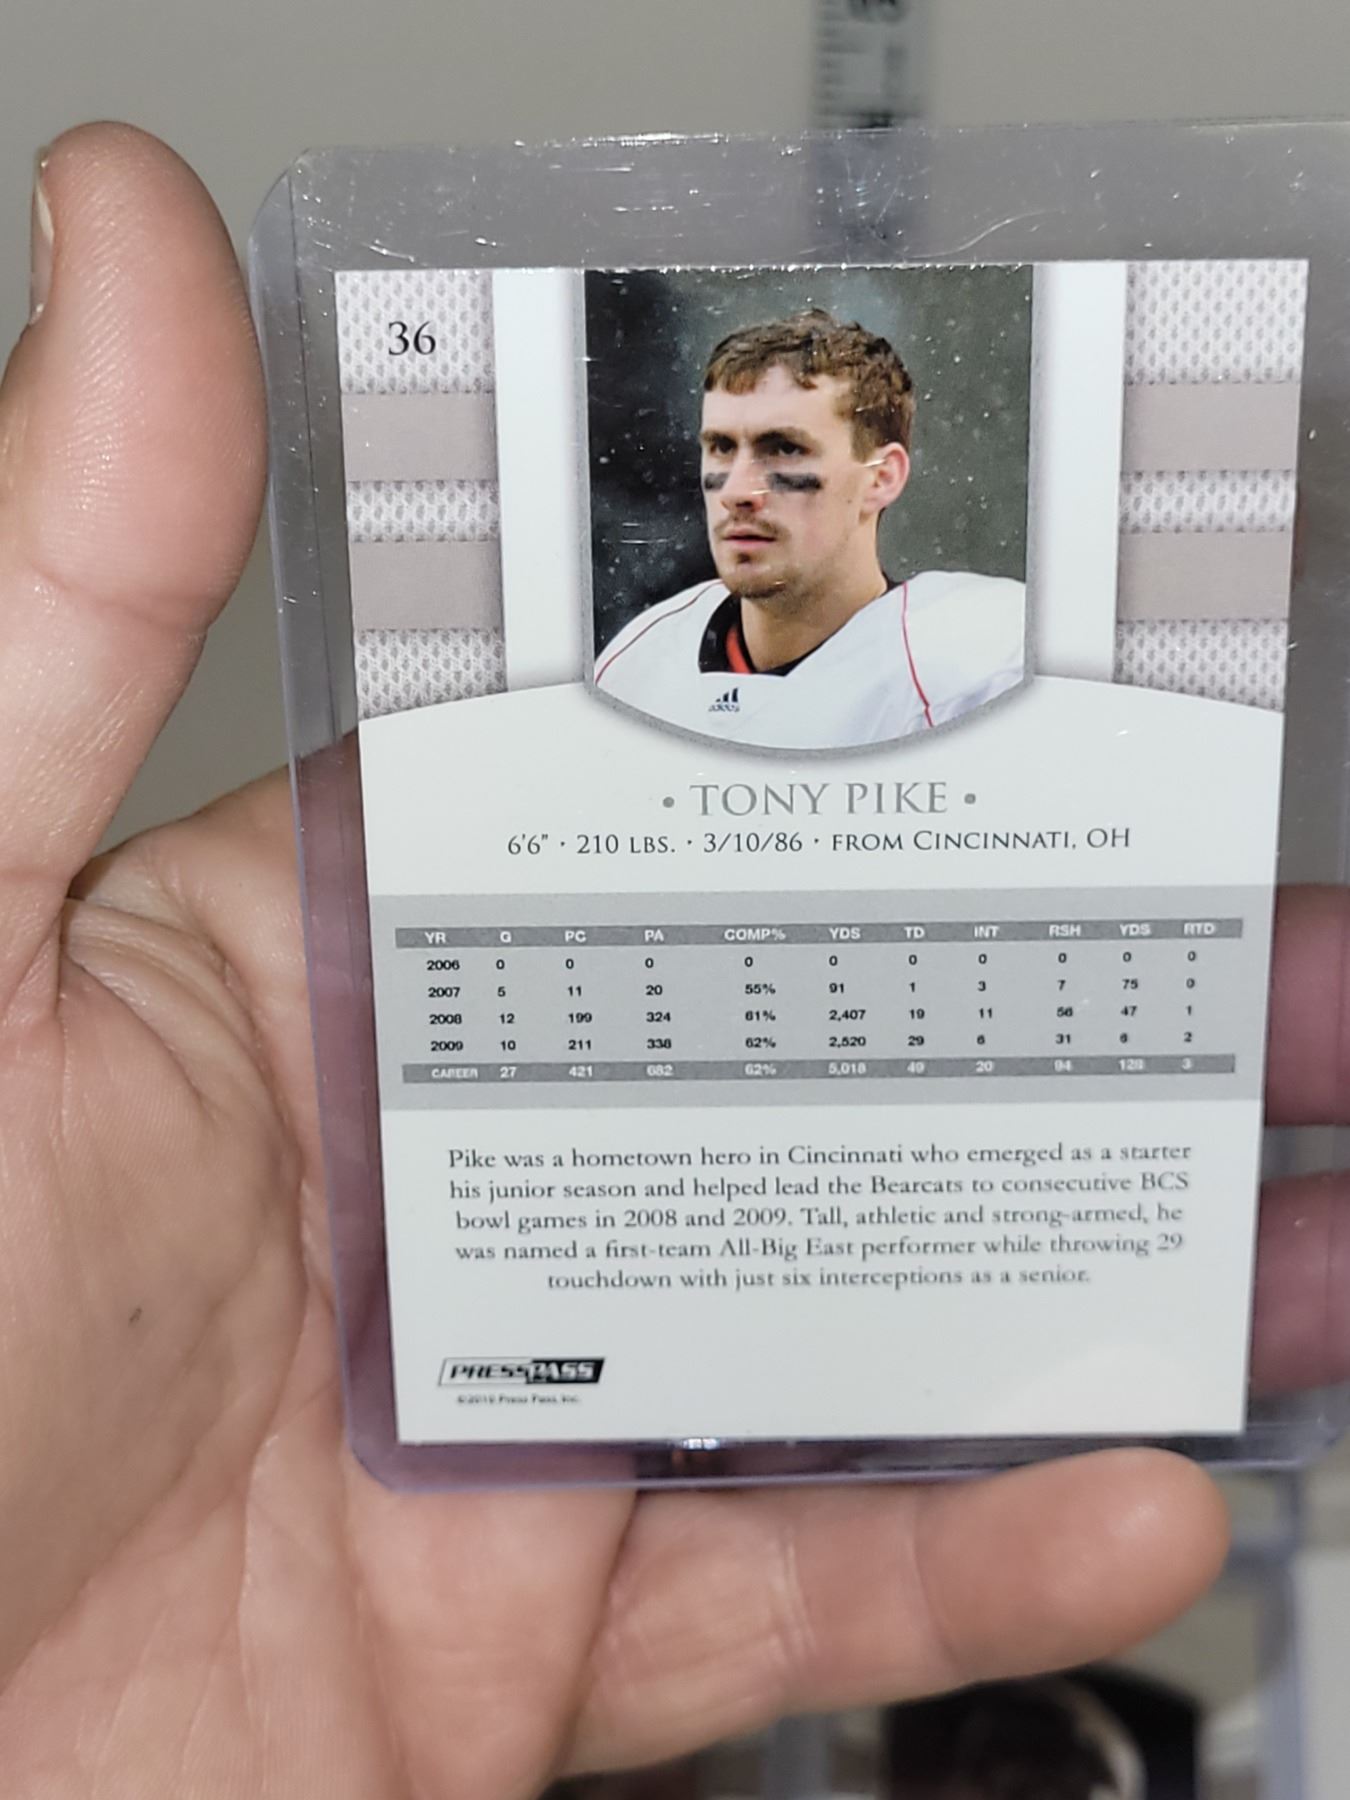 36
adidas
• TONY PIKE •
6'6" • 210 LBS. • 3/10/86 • FROM CINCINNATI, OH
YR G PC PA COMP% YDS TD INT RSH YDS RTD
2006 0 0 0 0 0 0 0 0 0 0
2007 5 11 20 55% 91 1 3 7 75 0
2008 12 199 324 61% 2,407 19 11 56 47 1
2009 10 211 338 62% 2,520 29 6 31 6 2
CAREER 27 421 682 62% 5,018 49 20 94 128 3
Pike was a hometown hero in Cincinnati who emerged as a starter
his junior season and helped lead the Bearcats to consecutive BCS
bowl games in 2008 and 2009. Tall, athletic and strong-armed, he
was named a first-team All-Big East performer while throwing 29
touchdown with just six interceptions as a senior.
PRESS PASS
©2010 Press Pass, Inc.